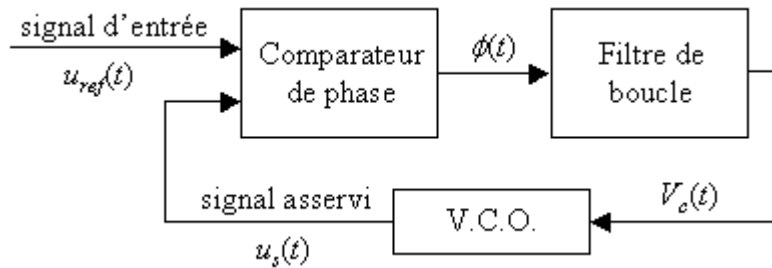 signal d'entrée
u_ref(t)
Comparateur
de phase
ϕ(t)
Filtre de
boucle
signal asservi
u_s(t)
V.C.O.
V_c(t)